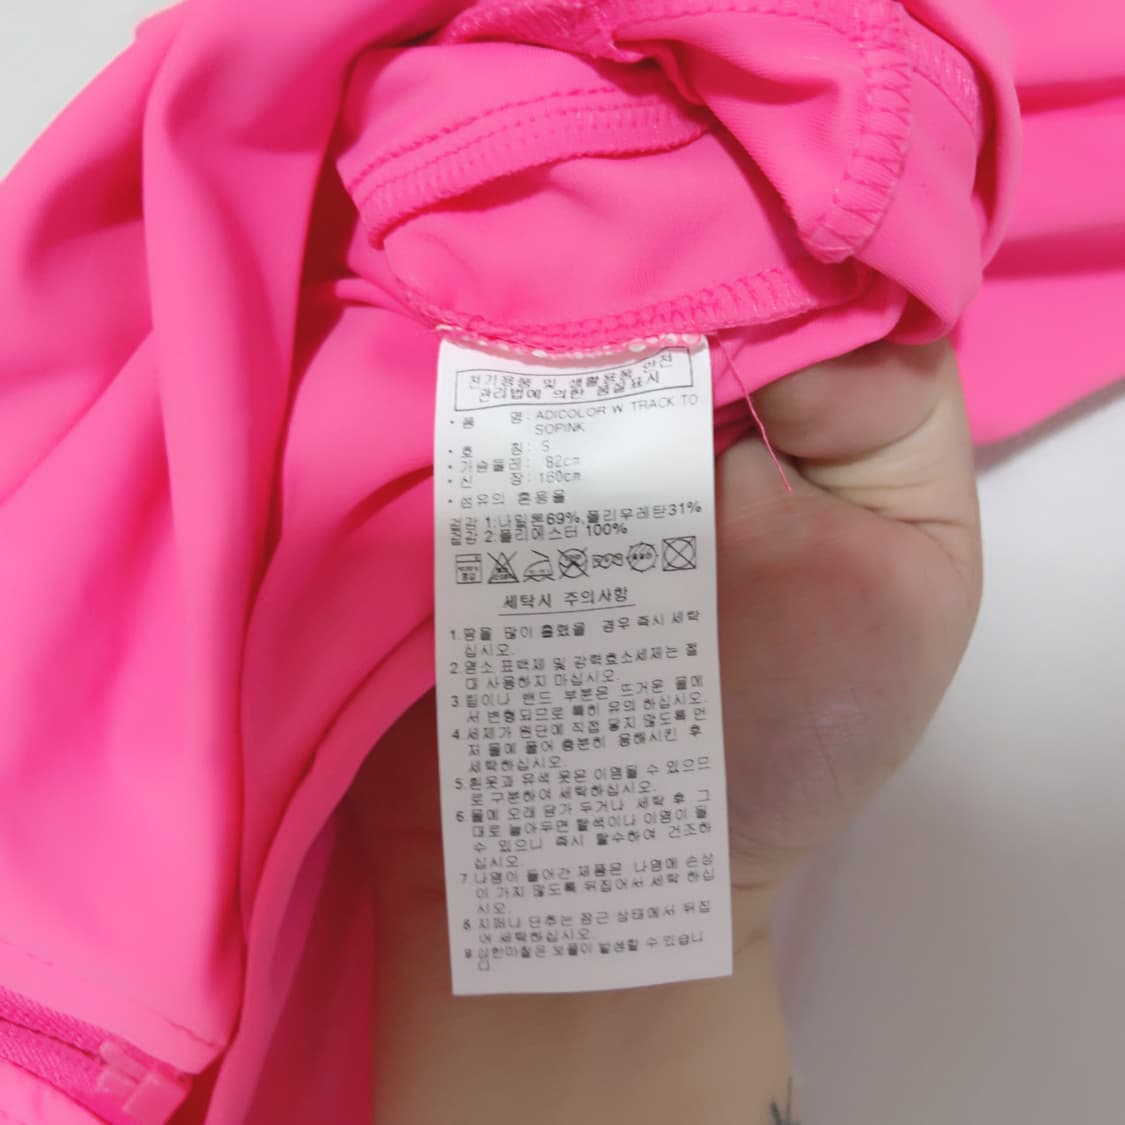 전기용품 및 생활용품 안전
관리법에 의한 품질표시
· 품 명 : ADICOLOR W TRACK TO
SOPINK
· 호 칭 : S
· 가슴둘레 : 82cm
· 신 장 : 160cm
· 섬유의 혼용율
겉감 1:나일론69%,폴리우레탄31%
겉감 2:폴리에스터 100%
세탁시 주의사항
1.땀을 많이 흘렸을 경우 즉시 세탁
십시오.
2.염소 표백제 및 강력효소세제는 절
대 사용하지 마십시오.
3.립이나 밴드 부분은 뜨거운 물에
서 변형되므로 특히 유의 하십시오.
4.세제가 원단에 직접 닿지 않도록 먼
저 물에 풀어 충분히 용해시킨 후
세탁하십시오.
5.흰옷과 유색 옷은 이염될 수 있으므
로 구분하여 세탁하십시오.
6.물에 오래 담가 두거나 세탁 후 그
대로 놓아두면 탈색이나 이염이 될
수 있으니 즉시 탈수하여 건조하
십시오.
7.나염이 들어간 제품은 나염에 손상
이 가지 않도록 뒤집어서 세탁 하십
시오.
8.지퍼나 단추는 잠근 상태에서 뒤집
어 세탁하십시오.
9.심한마찰은 보풀이 발생할 수 있습니
다.